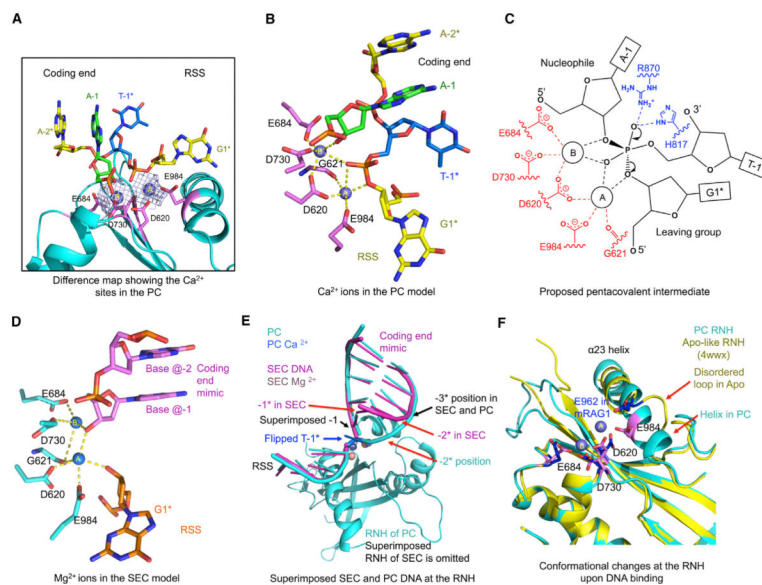 A
Coding end
RSS
A-1
T-1*
A-2*
G1*
E984
E684
D620
D730
Difference map showing the Ca2+
sites in the PC
B
A-2*
Coding end
A-1
E684
D730
G621
T-1*
D620
E984
G1*
RSS
Ca2+ ions in the PC model
C
A-1
Nucleophile
R870
NH
NH2+
5'
O
HN
3'
H817
E684
B
P
O
T-1*
D730
A
D620
G1*
Leaving group
E984
G621
5'
Proposed pentacovalent intermediate
D
Base @-2
Coding
end
mimic
E684
Base @-1
B
D730
A
G621
D620
G1*
E984
RSS
Mg2+ ions in the SEC model
E
PC
PC Ca 2+
Coding end
mimic
SEC DNA
SEC Mg 2+
-1* in SEC
-3* position
in SEC and PC
Superimposed -1
Flipped T-1*
-2* in SEC
-2* position
RSS
RNH of PC
Superimposed
RNH of SEC is omitted
Superimposed SEC and PC DNA at the RNH
F
PC RNH
Apo-like RNH
(4wwx)
α23 helix
Disordered
loop in Apo
E962 in
mRAG1
E984
Helix in PC
D620
E684
D730
Conformational changes at the RNH
upon DNA binding